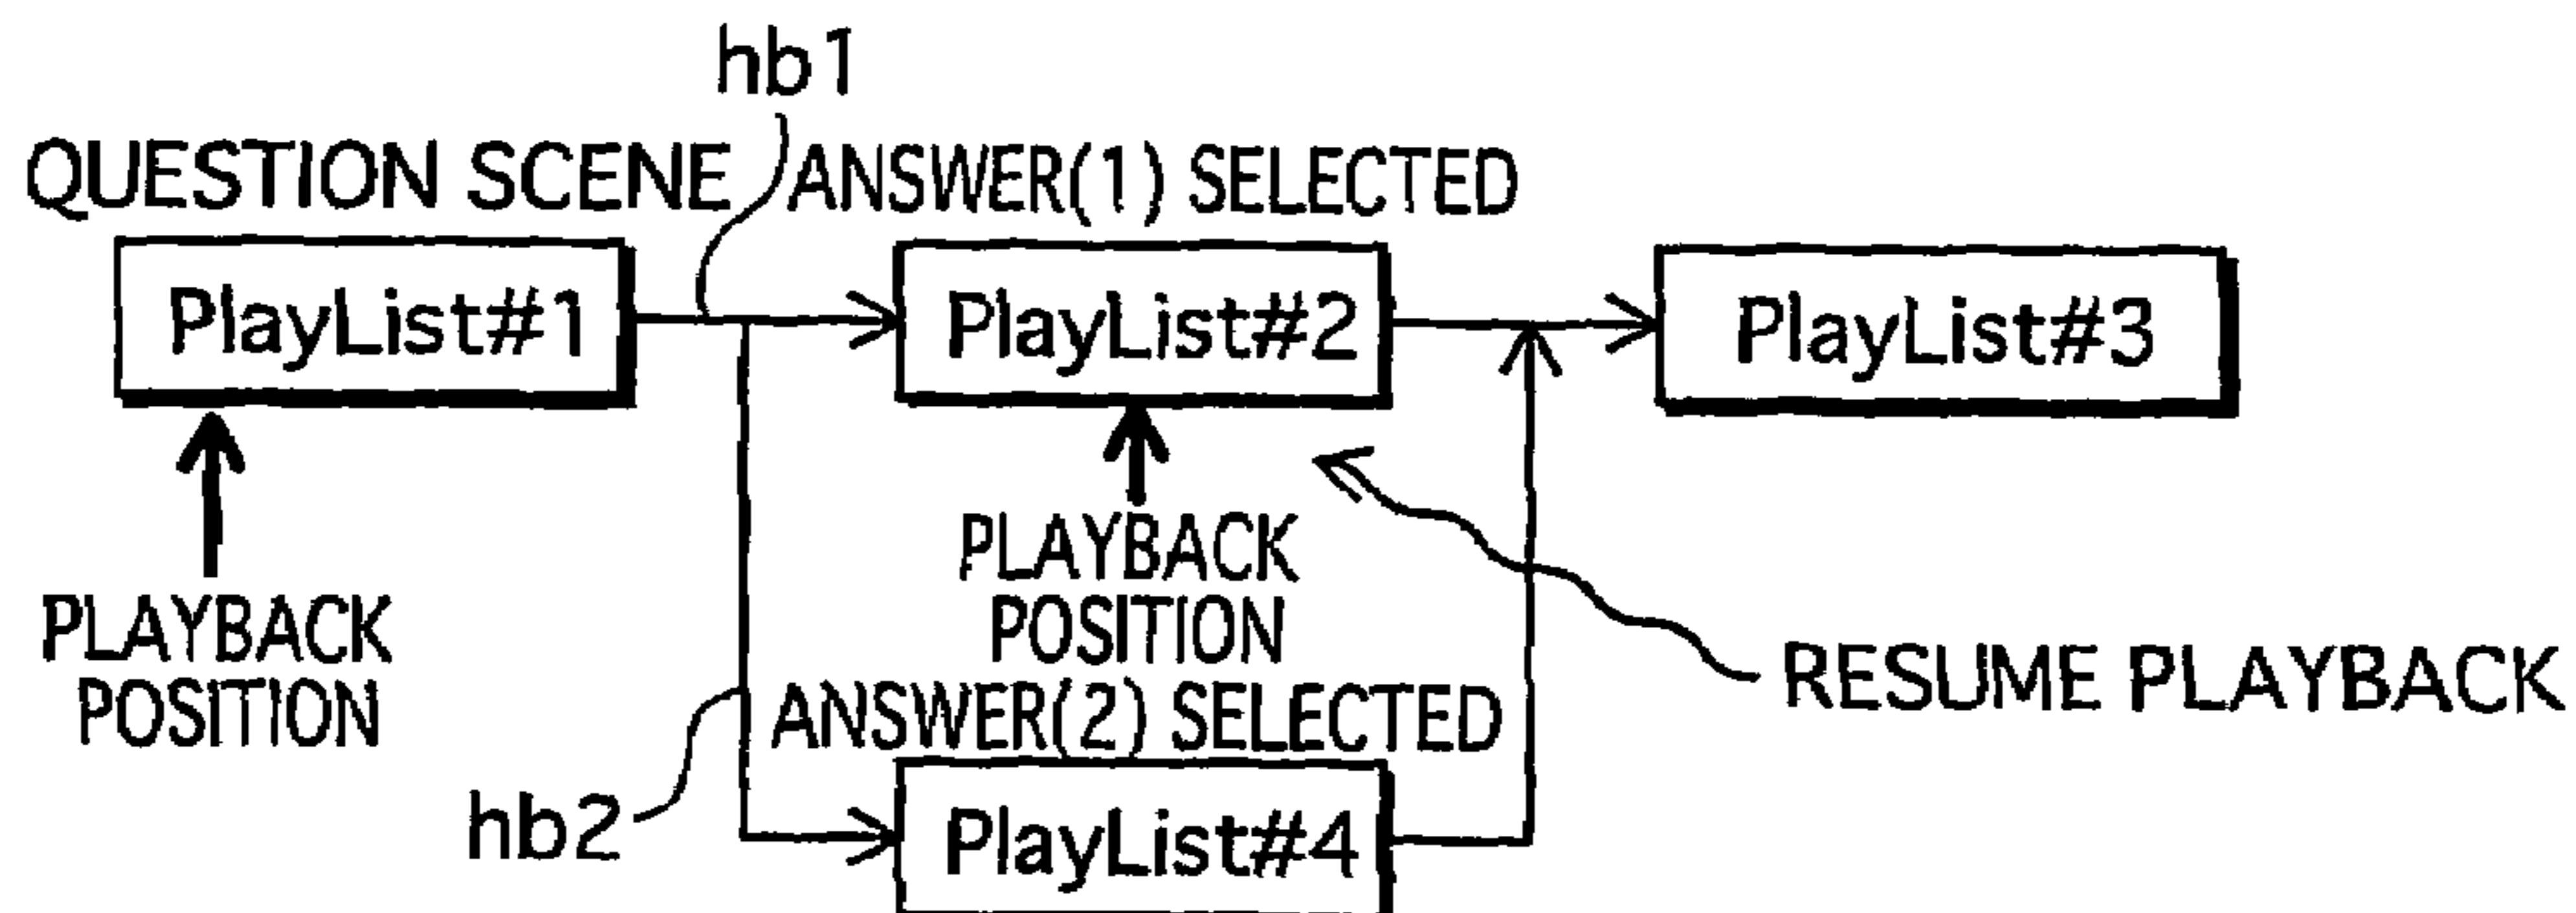 hb1
QUESTION SCENE
ANSWER(1) SELECTED
PlayList#1
PlayList#2
PlayList#3
PLAYBACK
POSITION
PLAYBACK
POSITION
RESUME PLAYBACK
ANSWER(2) SELECTED
hb2
PlayList#4